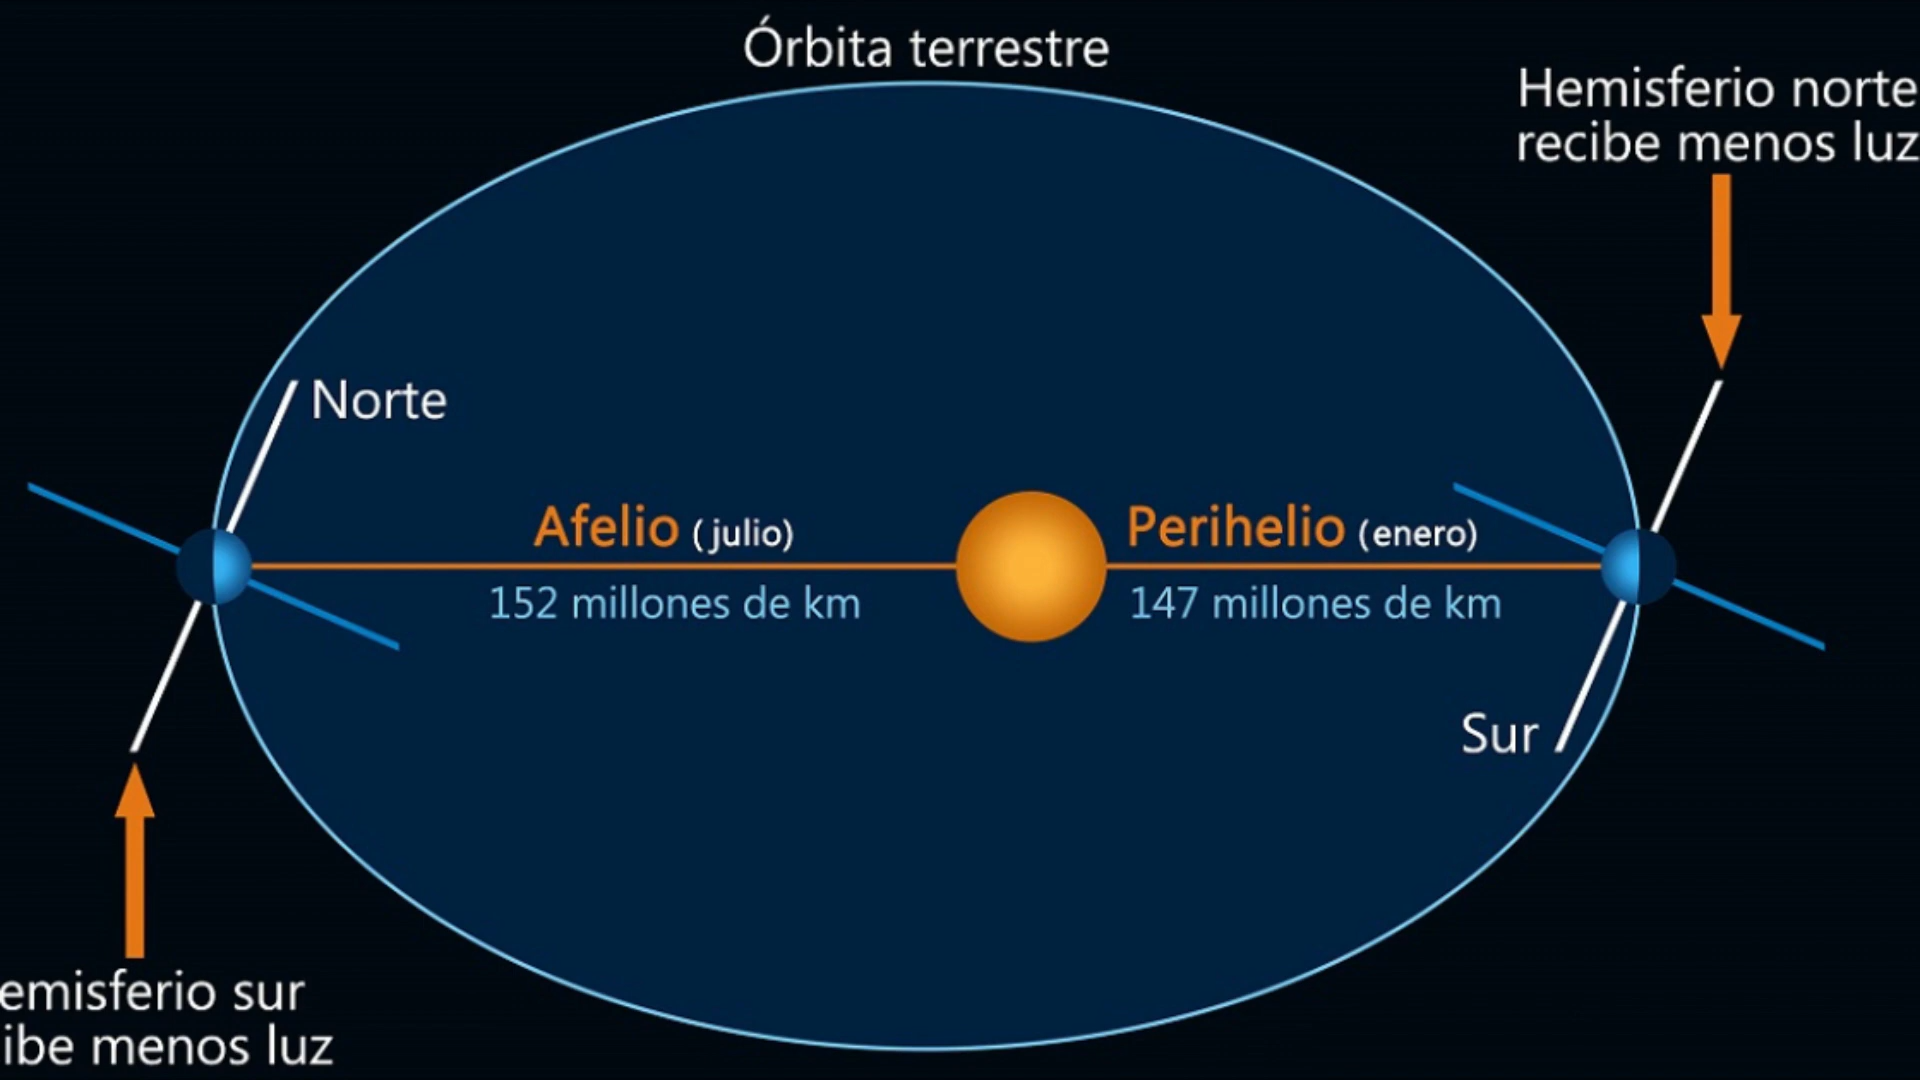 Órbita terrestre
Hemisferio norte
recibe menos luz
Norte
Afelio (julio)
152 millones de km
Perihelio (enero)
147 millones de km
Sur
emisferio sur
ibe menos luz